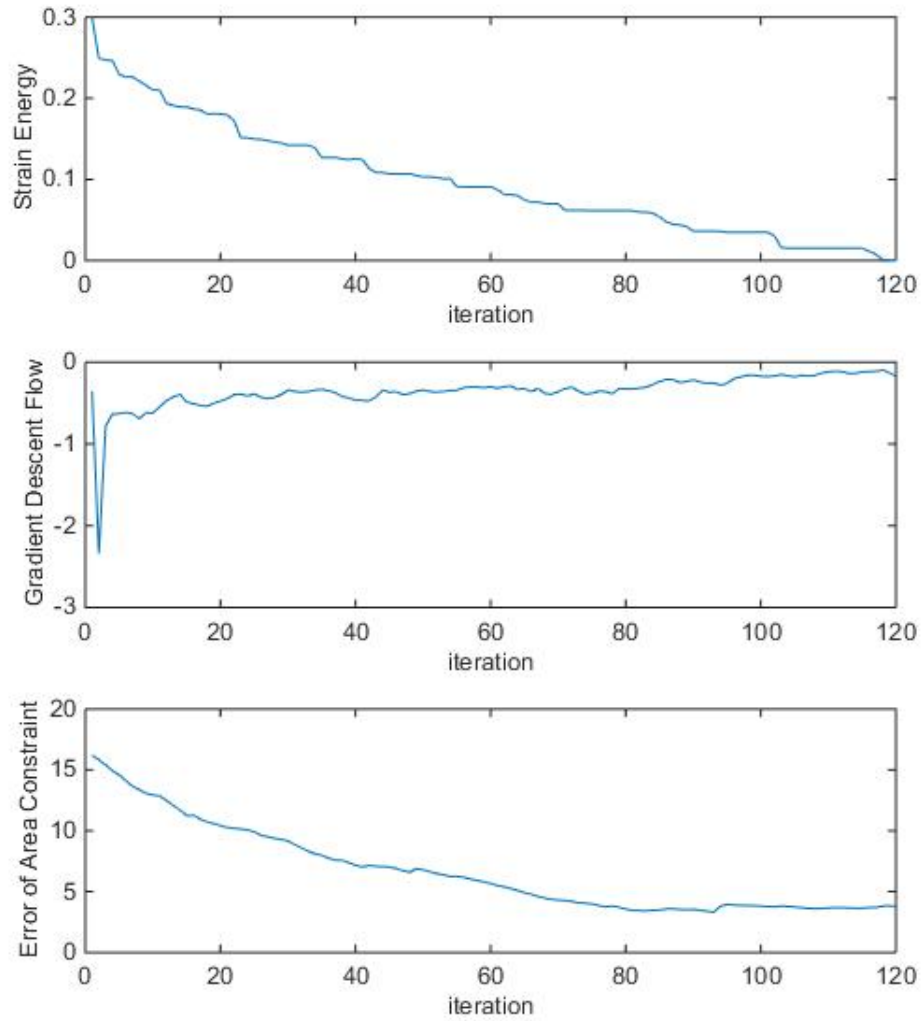 0.3
0.2
0.1
0
Strain Energy
0 20 40 60 80 100 120
iteration
0
-1
-2
-3
Gradient Descent Flow
0 20 40 60 80 100 120
iteration
20
15
10
5
0
Error of Area Constraint
0 20 40 60 80 100 120
iteration